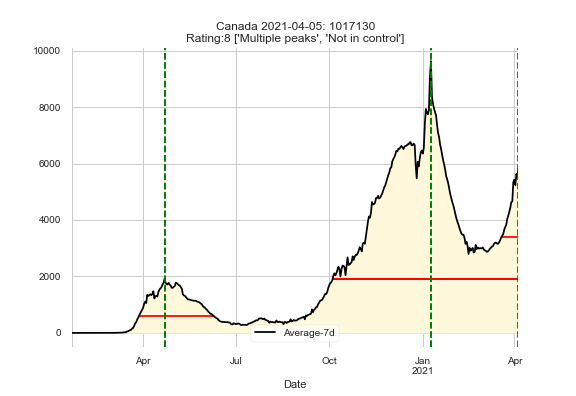 Canada 2021-04-05: 1017130
Rating:8 ['Multiple peaks', 'Not in control']
10000
8000
6000
4000
2000
0
Average-7d
Apr Jul Oct Jan Apr
2021
Date